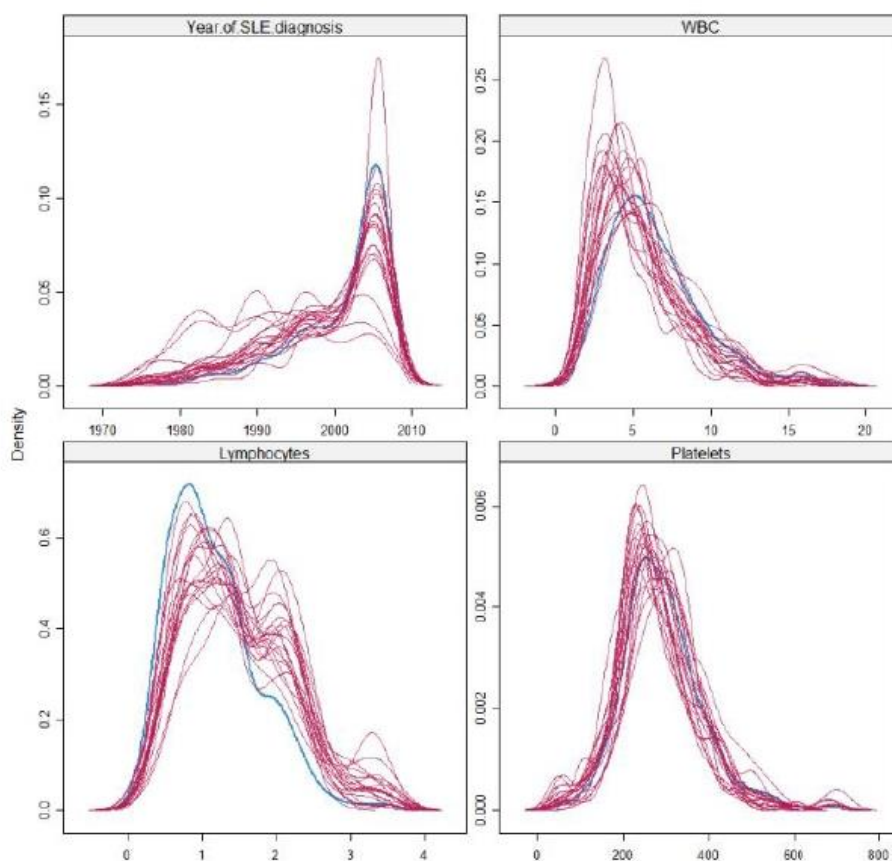 Year.of.SLE.diagnosis
WBC
0.00 0.05 0.10 0.15
0.00 0.05 0.10 0.15 0.20 0.25
1970 1980 1990 2000 2010
0 5 10 15 20
Density
Lymphocytes
Platelets
0.0 0.2 0.4 0.6
0.000 0.002 0.004 0.006
0 1 2 3 4
0 200 400 600 800